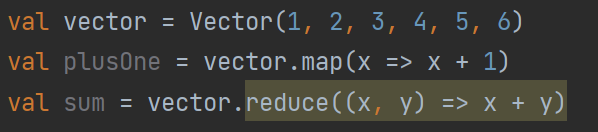 val vector = Vector(1, 2, 3, 4, 5, 6)
val plusOne = vector.map(x => x + 1)
val sum = vector.reduce((x, y) => x + y)